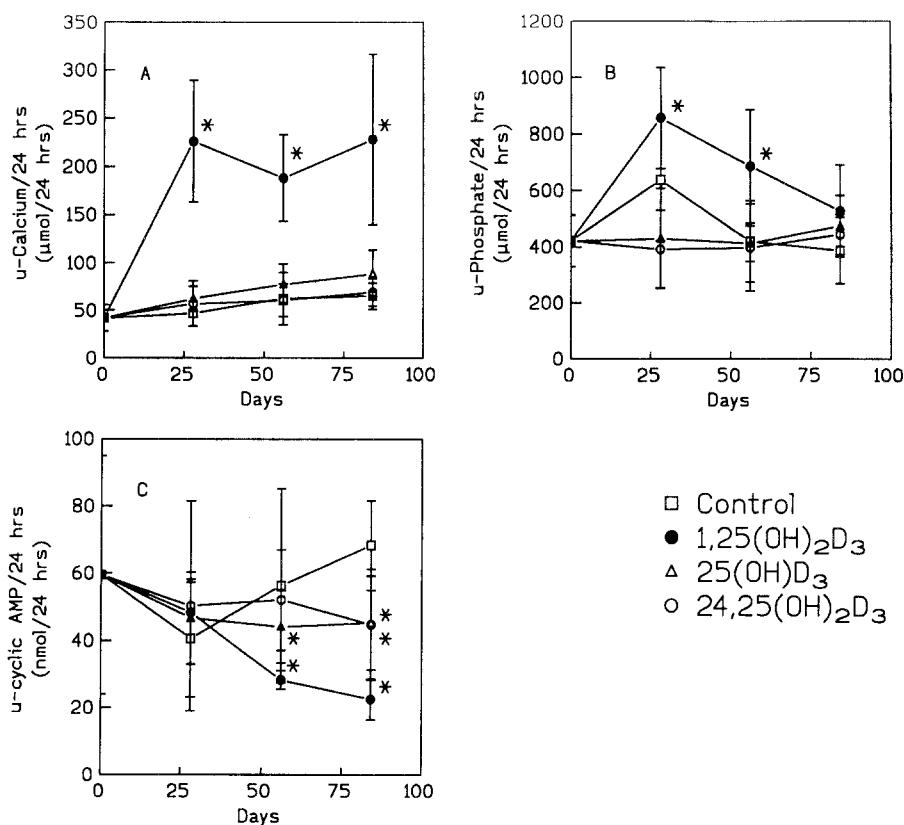 A
u-Calcium/24 hrs
(μmol/24 hrs)
350
300
250
200
150
100
50
0
*
*
*
0
25
50
75
100
Days
B
u-Phosphate/24 hrs
(μmol/24 hrs)
1200
1000
800
600
400
200
0
*
*
0
25
50
75
100
Days
C
u-cyclic AMP/24 hrs
(nmol/24 hrs)
100
80
60
40
20
0
*
*
*
*
*
0
25
50
75
100
Days
Control
1,25(OH)₂D₃
25(OH)D₃
24,25(OH)₂D₃